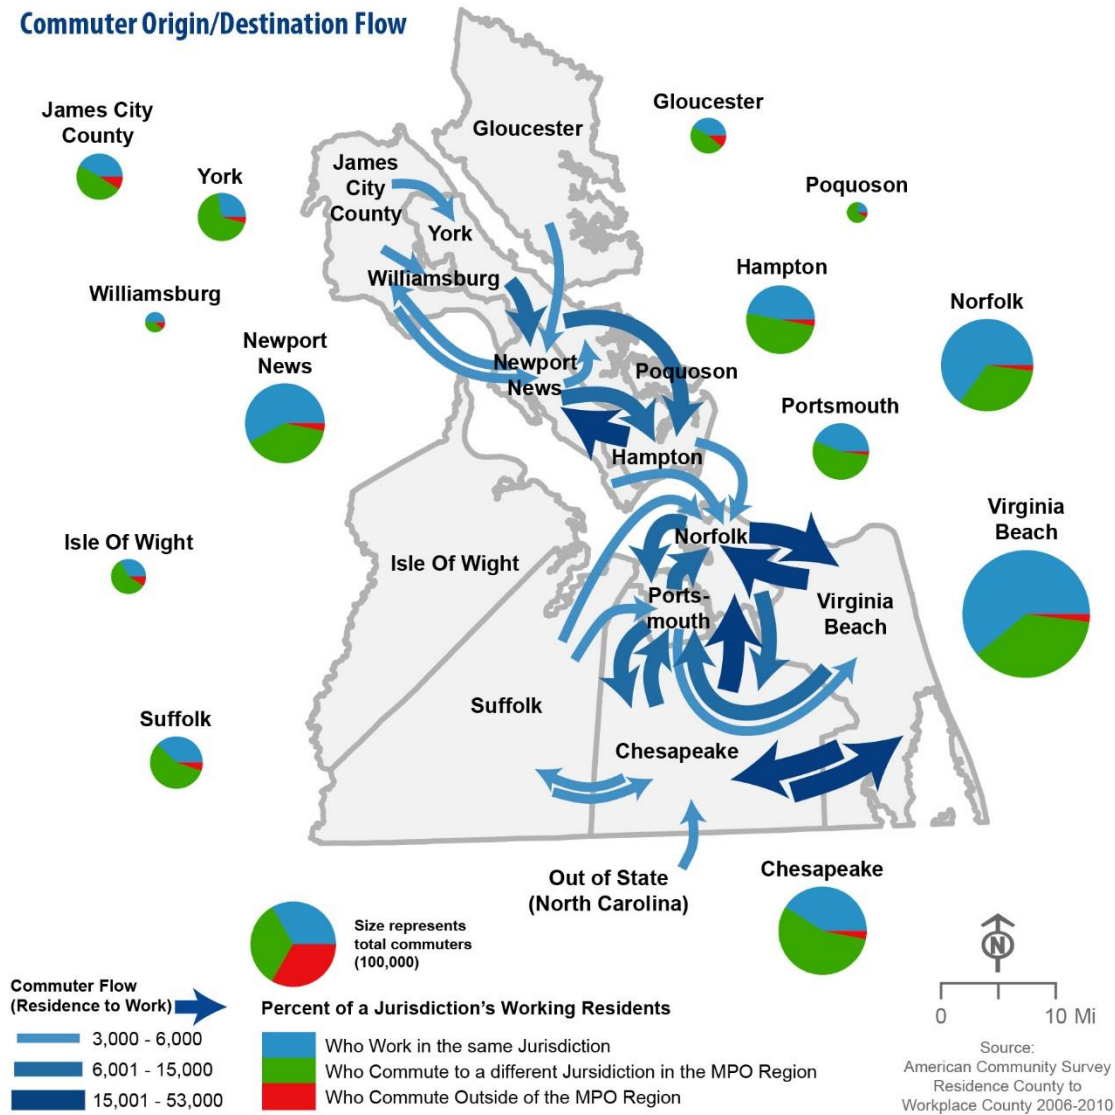 Commuter Origin/Destination Flow
James City
County
York
Williamsburg
Newport
News
Isle Of Wight
Suffolk
Gloucester
Poquoson
Hampton
Norfolk
Portsmouth
Virginia
Beach
Chesapeake
Gloucester
James
City
County
York
Williamsburg
Newport
News
Poquoson
Hampton
Norfolk
Isle Of Wight
Ports-
mouth
Virginia
Beach
Suffolk
Chesapeake
Out of State
(North Carolina)
Size represents
total commuters
(100,000)
Commuter Flow
(Residence to Work)
3,000 - 6,000
6,001 - 15,000
15,001 - 53,000
Percent of a Jurisdiction's Working Residents
Who Work in the same Jurisdiction
Who Commute to a different Jursidiction in the MPO Region
Who Commute Outside of the MPO Region
N
0 10 Mi
Source:
American Community Survey
Residence County to
Workplace County 2006-2010